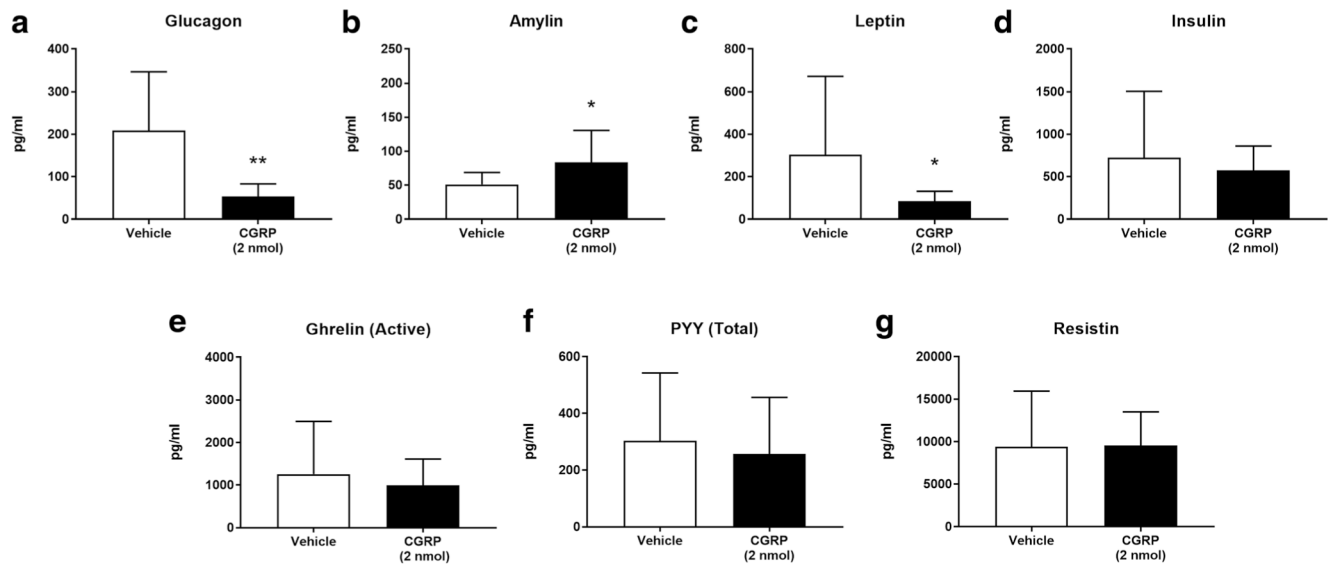 a
Glucagon
400
300
200
100
0
pg/ml
**
Vehicle
CGRP
(2 nmol)
b
Amylin
250
200
150
100
50
0
pg/ml
*
Vehicle
CGRP
(2 nmol)
c
Leptin
800
600
400
200
0
pg/ml
*
Vehicle
CGRP
(2 nmol)
d
Insulin
2000
1500
1000
500
0
pg/ml
Vehicle
CGRP
(2 nmol)
e
Ghrelin (Active)
4000
3000
2000
1000
0
pg/ml
Vehicle
CGRP
(2 nmol)
f
PYY (Total)
600
400
200
0
pg/ml
Vehicle
CGRP
(2 nmol)
g
Resistin
20000
15000
10000
5000
0
pg/ml
Vehicle
CGRP
(2 nmol)